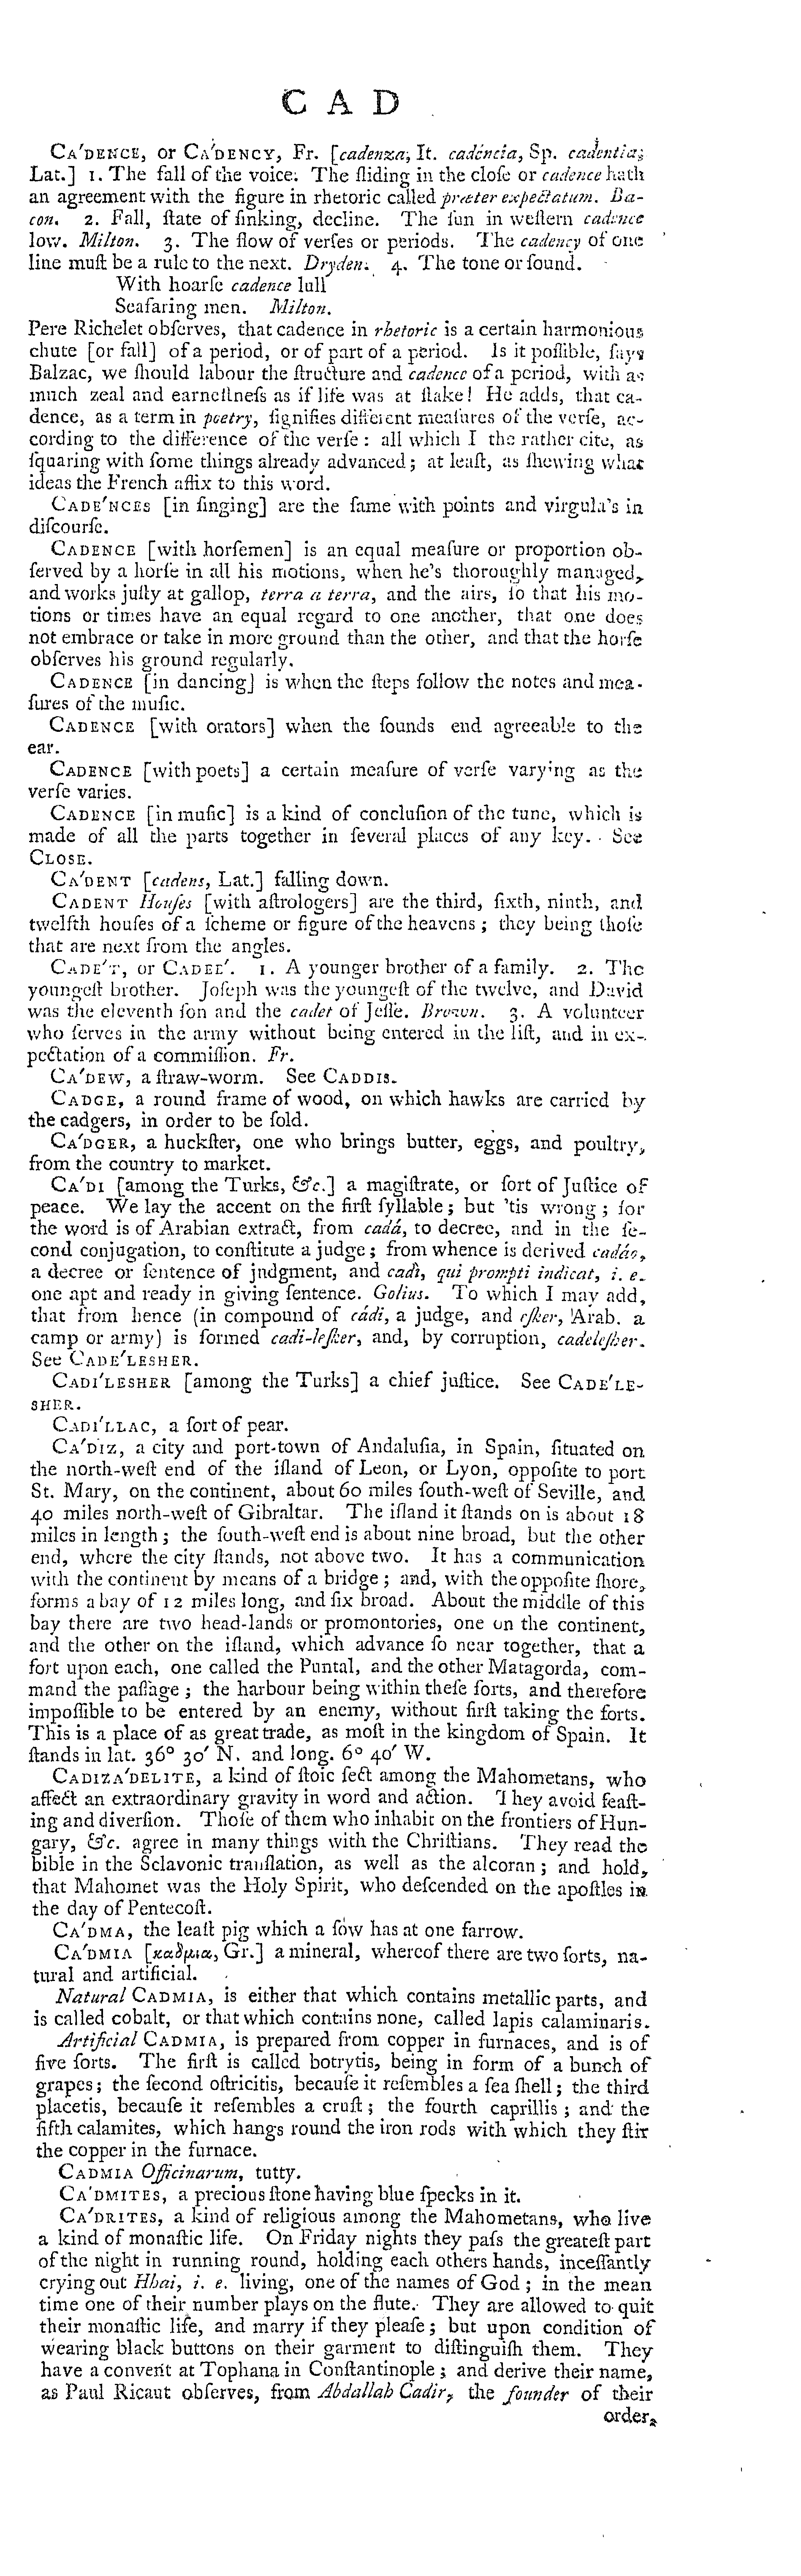 C A D
CA'DENCE, or CA'DENCY, Fr. [cadenza, It. cadéncia, Sp. cadentia,
Lat.] 1. The fall of the voice. The ſliding in the cloſe or cadence hath
an agreement with the figure in rhetoric called præter expectatum. Ba-
con. 2. Fall, ſtate of ſinking, decline. The ſun in weſtern cadence
low. Milton. 3. The flow of verſes or periods. The cadency of one
line muſt be a rule to the next. Dryden. 4. The tone or ſound.
With hoarſe cadence lull
Seafaring men. Milton.
Pere Richelet obſerves, that cadence in rhetoric is a certain harmonious
chute [or fall] of a period, or of part of a period. Is it poſſible, ſays
Balzac, we ſhould labour the ſtructure and cadence of a period, with as
much zeal and earneſtneſs as if life was at ſtake! He adds, that ca-
dence, as a term in poetry, ſignifies different meaſures of the verſe, ac-
cording to the difference of the verſe: all which I the rather cite, as
ſquaring with ſome things already advanced; at leaſt, as ſhewing what
ideas the French affix to this word.
CADE'NCES [in ſinging] are the ſame with points and virgula's in
diſcourſe.
CADENCE [with horſemen] is an equal meaſure or proportion ob-
ſerved by a horſe in all his motions, when he's thoroughly managed,
and works juſtly at gallop, terra a terra, and the airs, ſo that his mo-
tions or times have an equal regard to one another, that one does
not embrace or take in more ground than the other, and that the horſe
obſerves his ground regularly.
CADENCE [in dancing] is when the ſteps follow the notes and mea-
ſures of the muſic.
CADENCE [with orators] when the ſounds end agreeable to the
ear.
CADENCE [with poets] a certain meaſure of verſe varying as the
verſe varies.
CADENCE [in muſic] is a kind of concluſion of the tune, which is
made of all the parts together in ſeveral places of any key. See
CLOSE.
CA'DENT [cadens, Lat.] falling down.
CADENT Houſes [with aſtrologers] are the third, ſixth, ninth, and
twelfth houſes of a ſcheme or figure of the heavens; they being thoſe
that are next from the angles.
CADE'T, or CADEE'. 1. A younger brother of a family. 2. The
youngeſt brother. Joſeph was the youngeſt of the twelve, and David
was the eleventh ſon and the cadet of Jeſſe. Brown. 3. A volunteer
who ſerves in the army without being entered in the liſt, and in ex-
pectation of a commiſſion. Fr.
CA'DEW, a ſtraw-worm. See CADDIS.
CADGE, a round frame of wood, on which hawks are carried by
the cadgers, in order to be ſold.
CA'DGER, a huckſter, one who brings butter, eggs, and poultry,
from the country to market.
CA'DI [among the Turks, &c.] a magiſtrate, or ſort of Juſtice of
peace. We lay the accent on the firſt ſyllable; but 'tis wrong; for
the word is of Arabian extract, from cadá, to decree, and in the ſe-
cond conjugation, to conſtitute a judge; from whence is derived cadáo,
a decree or ſentence of judgment, and cadì, qui prompti indicat, i. e.
one apt and ready in giving ſentence. Golius. To which I may add,
that from hence (in compound of cádi, a judge, and eſker, Arab. a
camp or army) is formed cadi-leſker, and, by corruption, cadeleſher.
See CADE'LESHER.
CADI'LESHER [among the Turks] a chief juſtice. See CADE'LE-
SHER.
CADI'LLAC, a ſort of pear.
CA'DIZ, a city and port-town of Andaluſia, in Spain, ſituated on
the north-weſt end of the iſland of Leon, or Lyon, oppoſite to port
St. Mary, on the continent, about 60 miles ſouth-weſt of Seville, and
40 miles north-weſt of Gibraltar. The iſland it ſtands on is about 18
miles in length; the ſouth-weſt end is about nine broad, but the other
end, where the city ſtands, not above two. It has a communication
with the continent by means of a bridge; and, with the oppoſite ſhore,
forms a bay of 12 miles long, and ſix broad. About the middle of this
bay there are two head-lands or promontories, one on the continent,
and the other on the iſland, which advance ſo near together, that a
fort upon each, one called the Puntal, and the other Matagorda, com-
mand the paſſage; the harbour being within theſe forts, and therefore
impoſſible to be entered by an enemy, without firſt taking the forts.
This is a place of as great trade, as moſt in the kingdom of Spain. It
ſtands in lat. 36° 30′ N. and long. 6° 40′ W.
CADIZA'DELITE, a kind of ſtoic ſect among the Mahometans, who
affect an extraordinary gravity in word and action. They avoid feaſt-
ing and diverſion. Thoſe of them who inhabit on the frontiers of Hun-
gary, &c. agree in many things with the Chriſtians. They read the
bible in the Sclavonic tranſlation, as well as the alcoran; and hold,
that Mahomet was the Holy Spirit, who deſcended on the apoſtles in
the day of Pentecoſt.
CA'DMA, the leaſt pig which a ſow has at one farrow.
CA'DMIA [καδμια, Gr.] a mineral, whereof there are two ſorts, na-
tural and artificial.
Natural CADMIA, is either that which contains metallic parts, and
is called cobalt, or that which contains none, called lapis calaminaris.
Artificial CADMIA, is prepared from copper in furnaces, and is of
five ſorts. The firſt is called botrytis, being in form of a bunch of
grapes; the ſecond oſtricitis, becauſe it reſembles a ſea ſhell; the third
placetis, becauſe it reſembles a cruſt; the fourth caprillis; and the
fifth calamites, which hangs round the iron rods with which they ſtir
the copper in the furnace.
CADMIA Officinarum, tutty.
CA'DMITES, a precious ſtone having blue ſpecks in it.
CA'DRITES, a kind of religious among the Mahometans, who live
a kind of monaſtic life. On Friday nights they paſs the greateſt part
of the night in running round, holding each others hands, inceſſantly
crying out Hhai, i. e. living, one of the names of God; in the mean
time one of their number plays on the flute. They are allowed to quit
their monaſtic life, and marry if they pleaſe; but upon condition of
wearing black buttons on their garment to diſtinguiſh them. They
have a convent at Tophana in Conſtantinople; and derive their name,
as Paul Ricaut obſerves, from Abdallah Cadir, the founder of their
order,